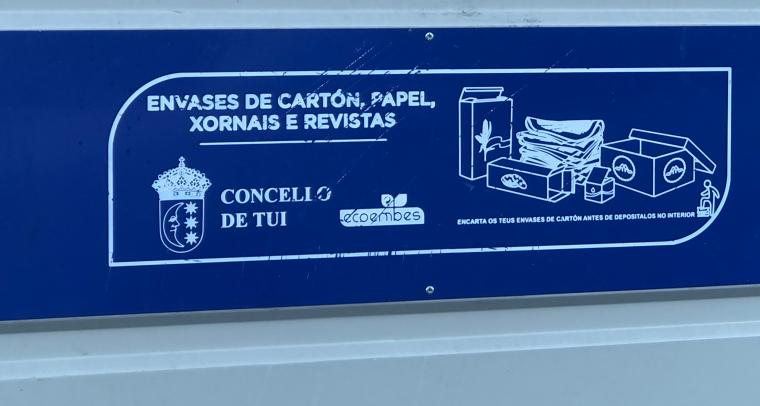 ENVASES DE CARTÓN, PAPEL,
XORNAIS E REVISTAS
CONCELLO
DE TUI
ecoembes
ENCARTA OS TEUS ENVASES DE CARTÓN ANTES DE DEPOSITALOS NO INTERIOR